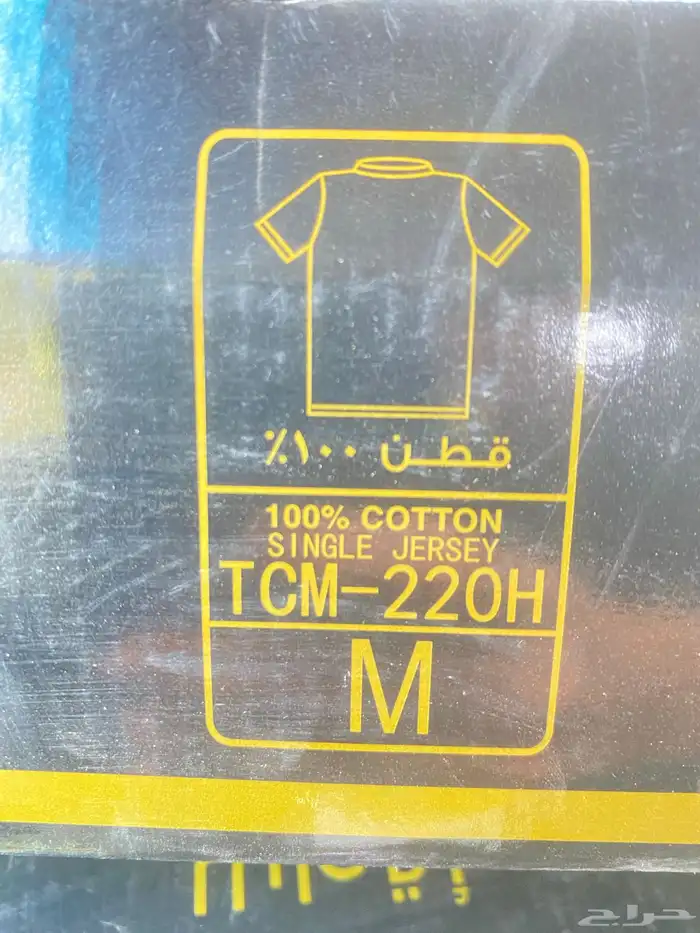 قطن ١٠٠٪
100% COTTON
SINGLE JERSEY
TCM-220H
M
حراج